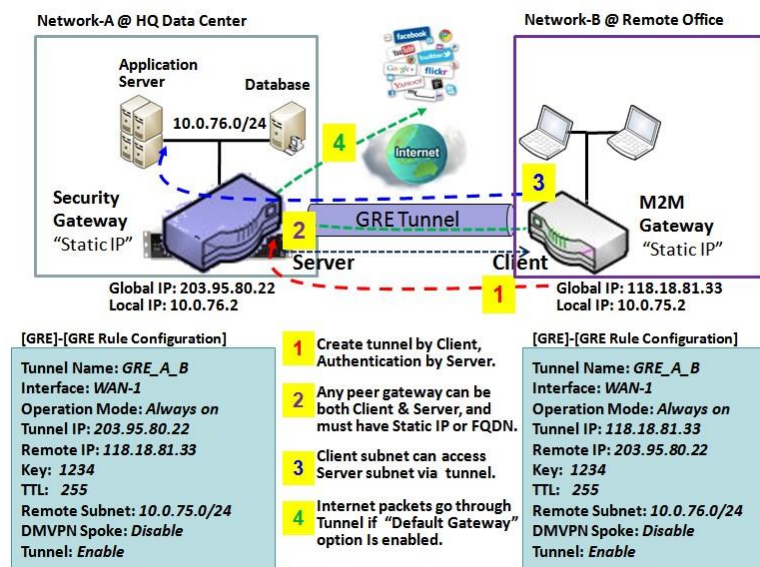 Network-A @ HQ Data Center
Network-B @ Remote Office
Application
Server
Database
10.0.76.0/24
facebook
YouTube
twitter
Google+
flickr
YAHOO!
my
Internet
4
3
Security
Gateway
"Static IP"
2
GRE Tunnel
M2M
Gateway
"Static IP"
Server
Client
1
Global IP: 203.95.80.22
Local IP: 10.0.76.2
Global IP: 118.18.81.33
Local IP: 10.0.75.2
[GRE]-[GRE Rule Configuration]
Tunnel Name: GRE_A_B
Interface: WAN-1
Operation Mode: Always on
Tunnel IP: 203.95.80.22
Remote IP: 118.18.81.33
Key: 1234
TTL: 255
Remote Subnet: 10.0.75.0/24
DMVPN Spoke: Disable
Tunnel: Enable
1 Create tunnel by Client,
Authentication by Server.
2 Any peer gateway can be
both Client & Server, and
must have Static IP or FQDN.
3 Client subnet can access
Server subnet via tunnel.
4 Internet packets go through
Tunnel if "Default Gateway"
option Is enabled.
[GRE]-[GRE Rule Configuration]
Tunnel Name: GRE_A_B
Interface: WAN-1
Operation Mode: Always on
Tunnel IP: 118.18.81.33
Remote IP: 203.95.80.22
Key: 1234
TTL: 255
Remote Subnet: 10.0.76.0/24
DMVPN Spoke: Disable
Tunnel: Enable